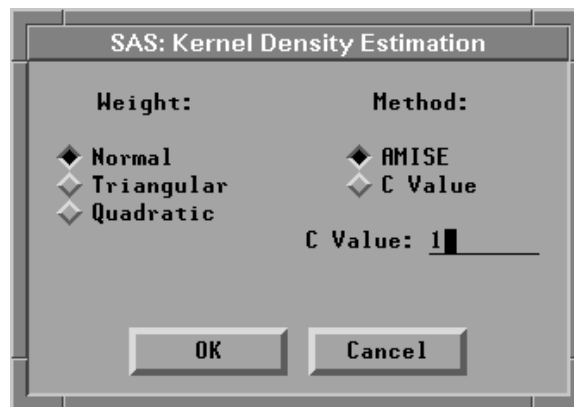 SAS: Kernel Density Estimation
Weight:
Normal
Triangular
Quadratic
Method:
AMISE
C Value
C Value: 1
OK
Cancel